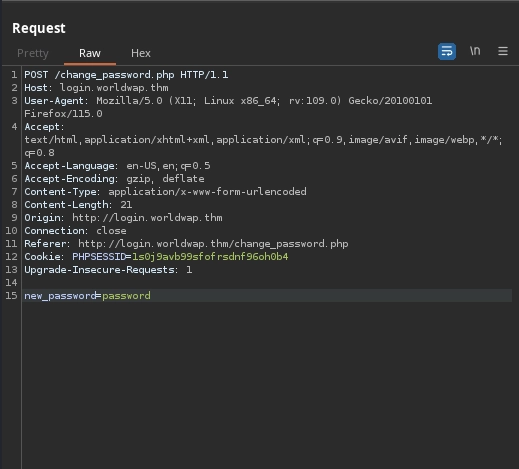 Request
Pretty Raw Hex \n
1 POST /change_password.php HTTP/1.1
2 Host: login.worldwap.thm
3 User-Agent: Mozilla/5.0 (X11; Linux x86_64; rv:109.0) Gecko/20100101
Firefox/115.0
4 Accept:
text/html,application/xhtml+xml,application/xml;q=0.9,image/avif,image/webp,*/*;
q=0.8
5 Accept-Language: en-US,en;q=0.5
6 Accept-Encoding: gzip, deflate
7 Content-Type: application/x-www-form-urlencoded
8 Content-Length: 21
9 Origin: http://login.worldwap.thm
10 Connection: close
11 Referer: http://login.worldwap.thm/change_password.php
12 Cookie: PHPSESSID=1s0j9avb99sfofrsdnf96oh0b4
13 Upgrade-Insecure-Requests: 1
14
15 new_password=password